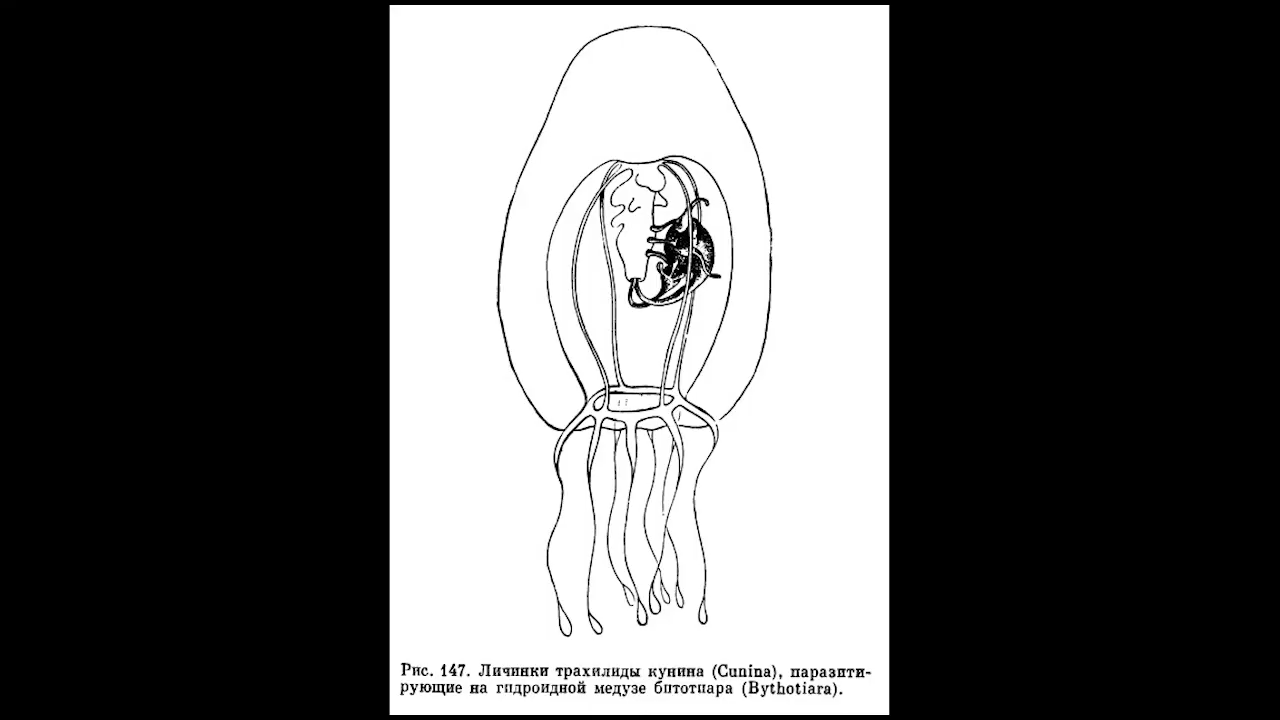 Рис. 147. Личинки трахилиды кунина (Cunina), паразити-
рующие на гидроидной медузе битотиара (Bythotiara).